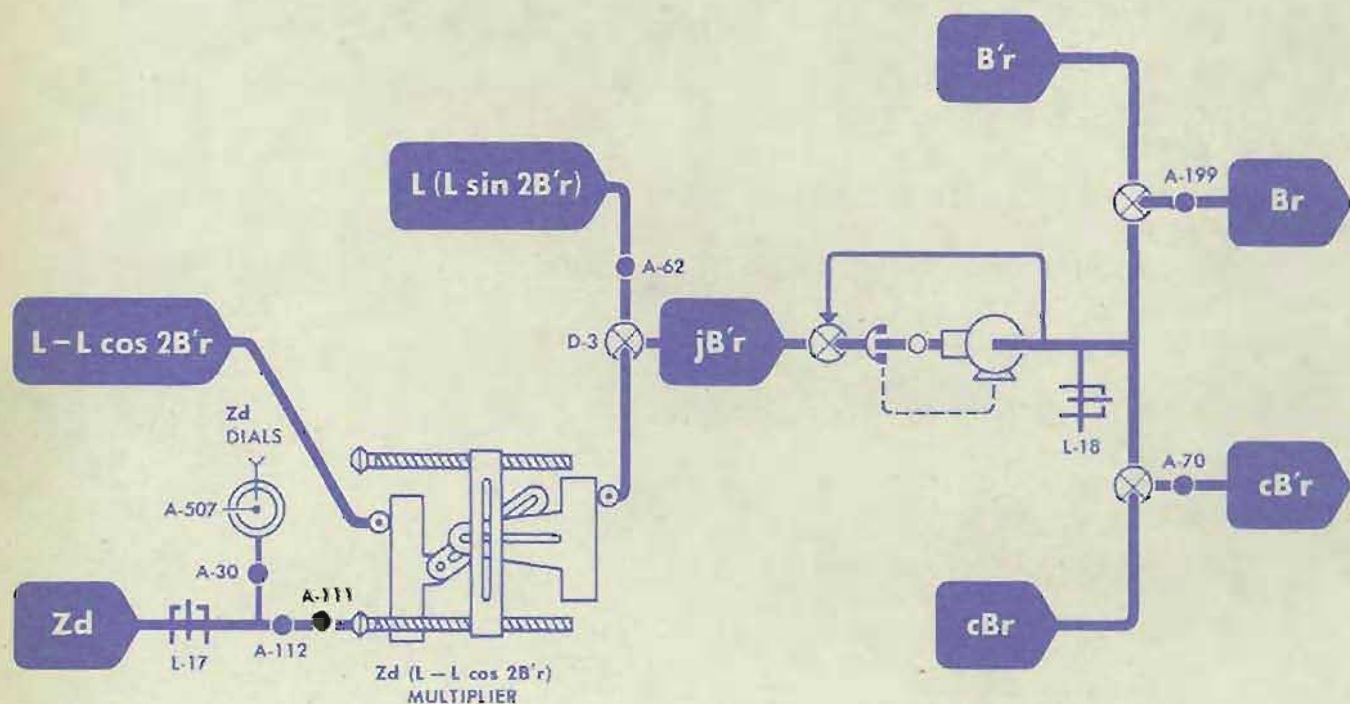 B′r
A-199
Br
L (L sin 2B′r)
A-62
L – L cos 2B′r
D-3
jB′r
Zd
DIALS
A-507
A-30
L-18
A-70
cB′r
Zd
L-17
A-112
A-111
Zd (L – L cos 2B′r)
MULTIPLIER
cBr